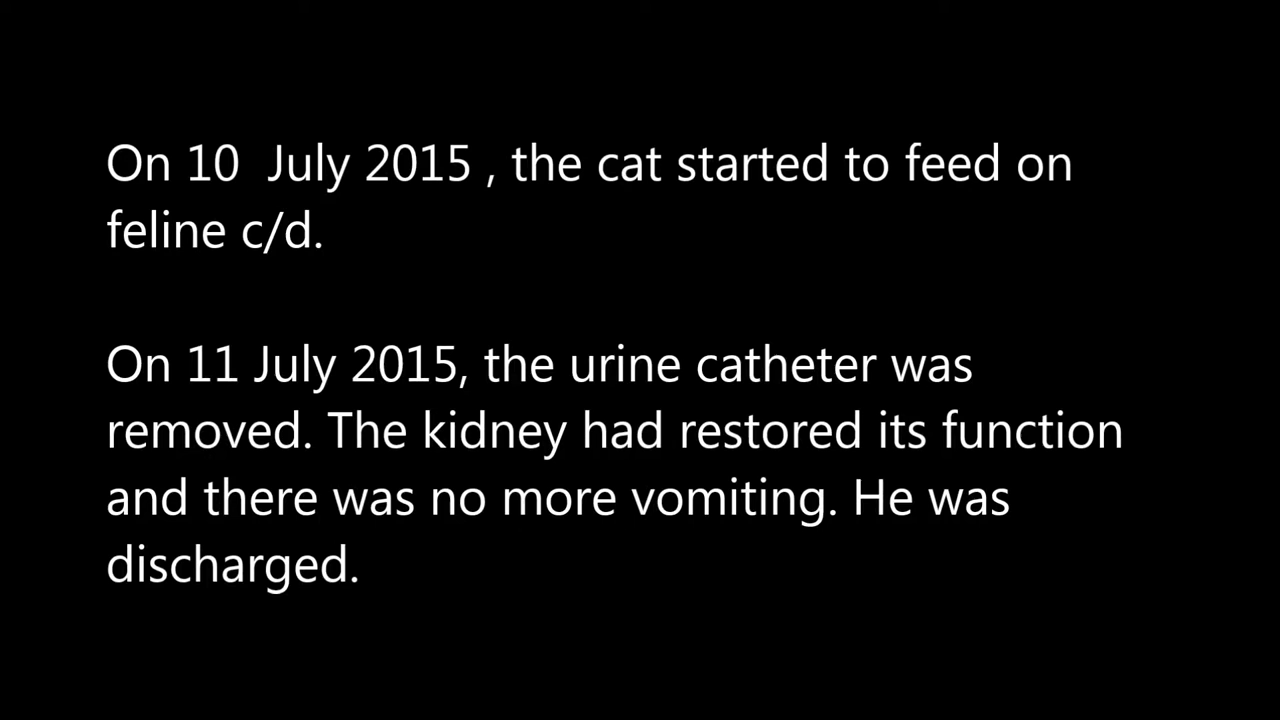 On 10  July 2015 , the cat started to feed on
feline c/d.
On 11 July 2015, the urine catheter was
removed. The kidney had restored its function
and there was no more vomiting. He was
discharged.